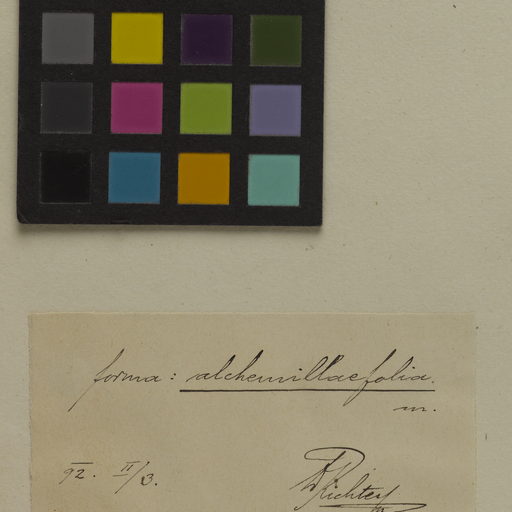 forma: alchemillaefolia.
m.
92. II/3.
Richter